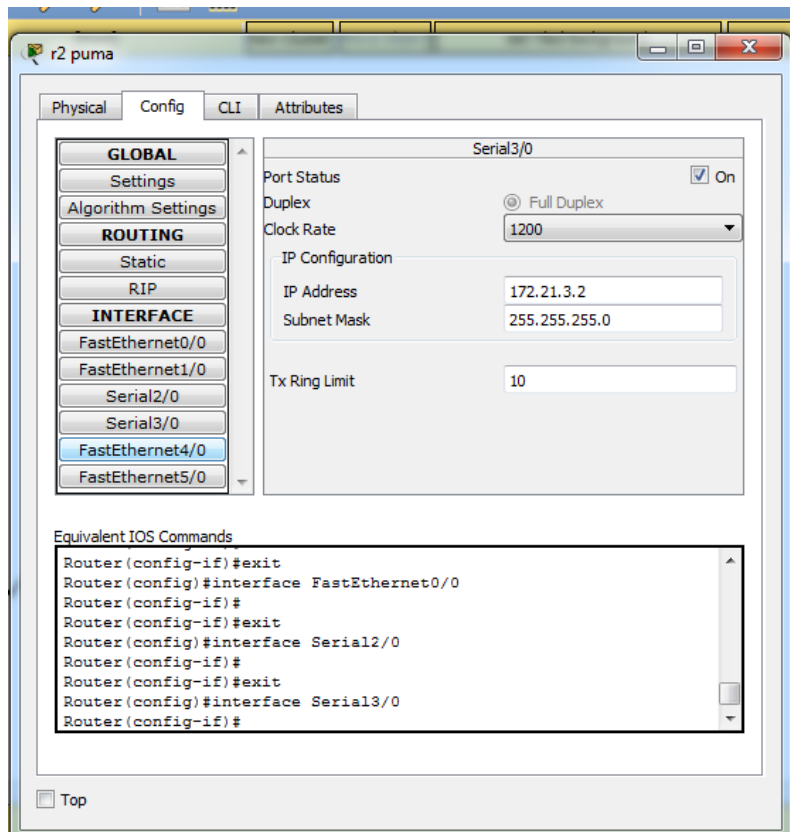 r2 puma
Physical Config CLI Attributes
GLOBAL
Settings
Algorithm Settings
ROUTING
Static
RIP
INTERFACE
FastEthernet0/0
FastEthernet1/0
Serial2/0
Serial3/0
FastEthernet4/0
FastEthernet5/0
Serial3/0
Port Status On
Duplex Full Duplex
Clock Rate 1200
IP Configuration
IP Address 172.21.3.2
Subnet Mask 255.255.255.0
Tx Ring Limit 10
Equivalent IOS Commands
Router(config-if)#exit
Router(config)#interface FastEthernet0/0
Router(config-if)#
Router(config-if)#exit
Router(config)#interface Serial2/0
Router(config-if)#
Router(config-if)#exit
Router(config)#interface Serial3/0
Router(config-if)#
Top